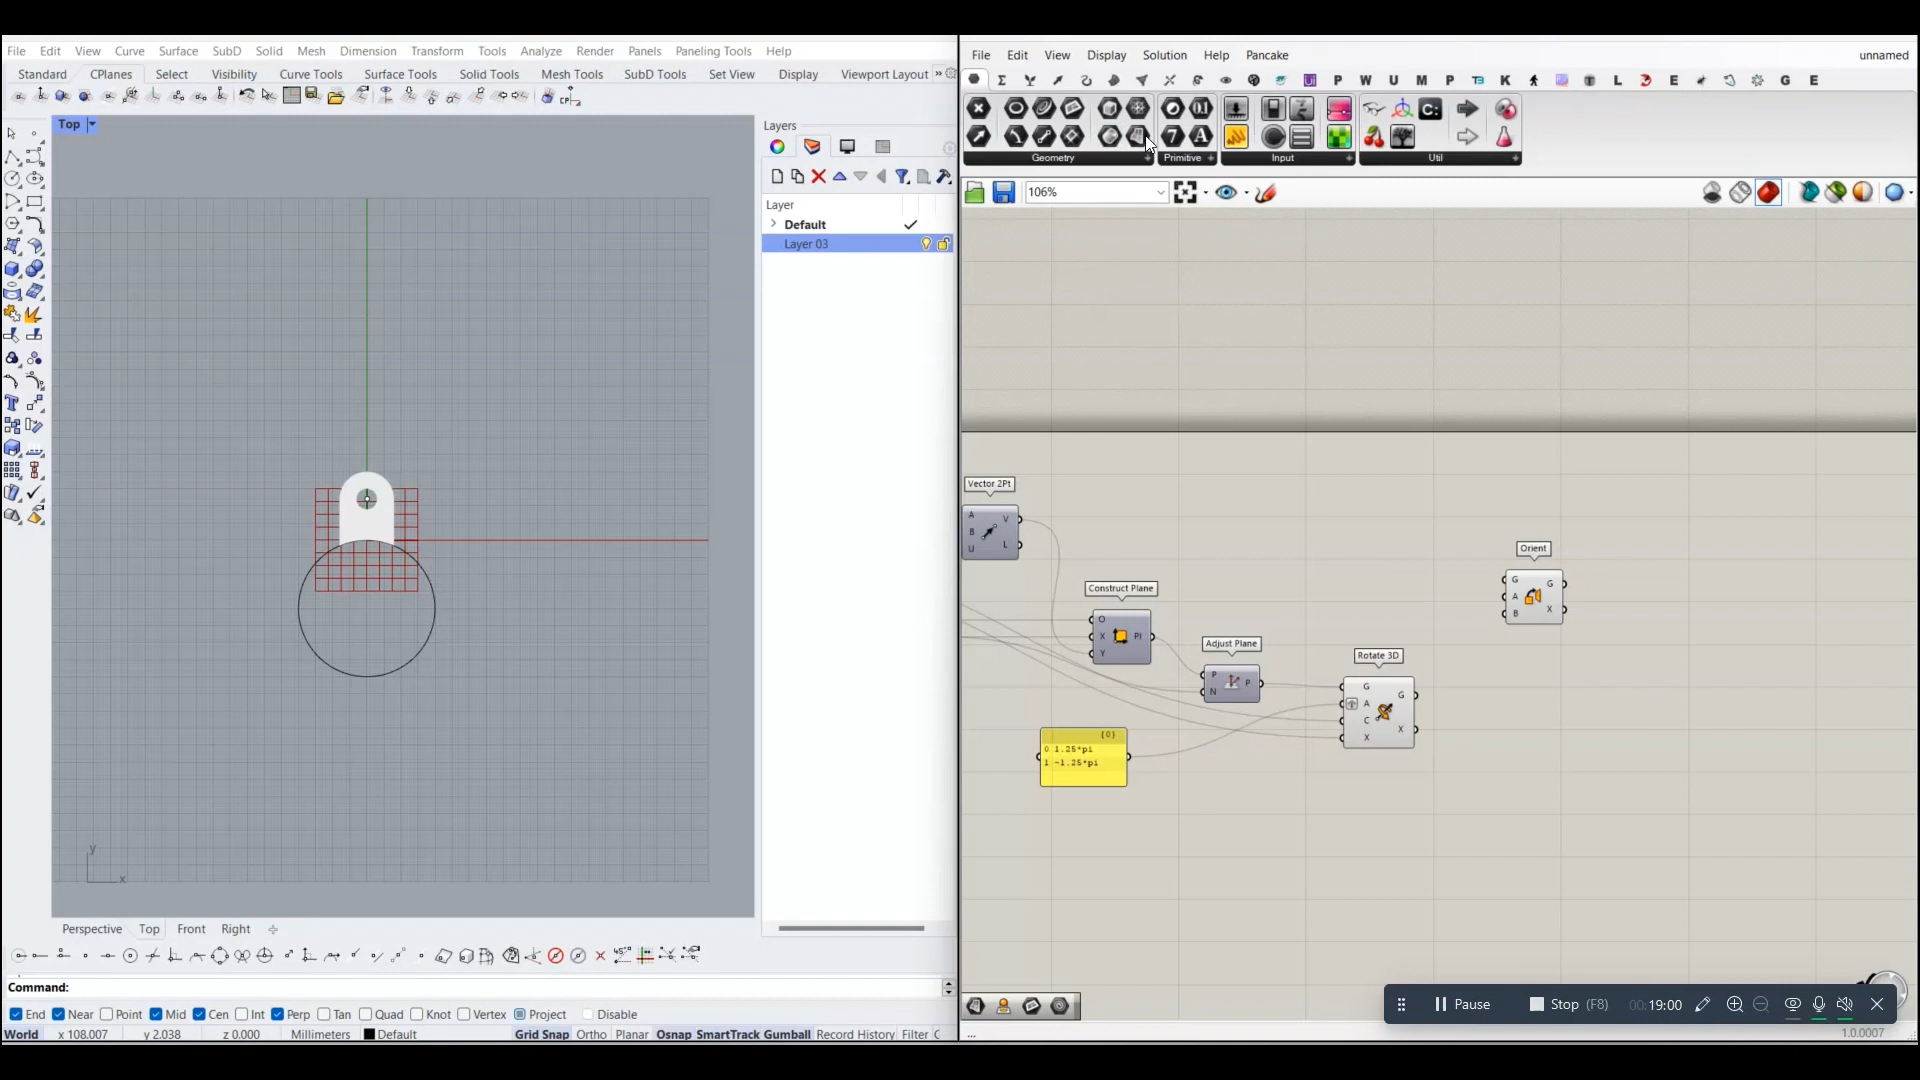 File Edit View Curve Surface SubD Solid Mesh Dimension Transform Tools Analyze Render Panels Paneling Tools Help
Standard CPlanes Select Visibility Curve Tools Surface Tools Solid Tools Mesh Tools SubD Tools Set View Display Viewport Layout »
Top
Layers
Layer
Default
Layer 03
y
x
Perspective Top Front Right
Command:
End Near Point Mid Cen Int Perp Tan Quad Knot Vertex Project Disable
World x 108.007 y 2.038 z 0.000 Millimeters Default Grid Snap Ortho Planar Osnap SmartTrack Gumball Record History Filter
File Edit View Display Solution Help Pancake unnamed
Geometry Primitive Input Util
106%
Vector 2Pt
A
B
U
V
L
Construct Plane
O
X
Y
Pl
Adjust Plane
P
N
P
Rotate 3D
G
A
C
X
G
X
Orient
G
A
B
G
X
{0}
0 1.25*pi
1 -1.25*pi
Pause Stop (F8) 00:19:00
...
1.0.0007